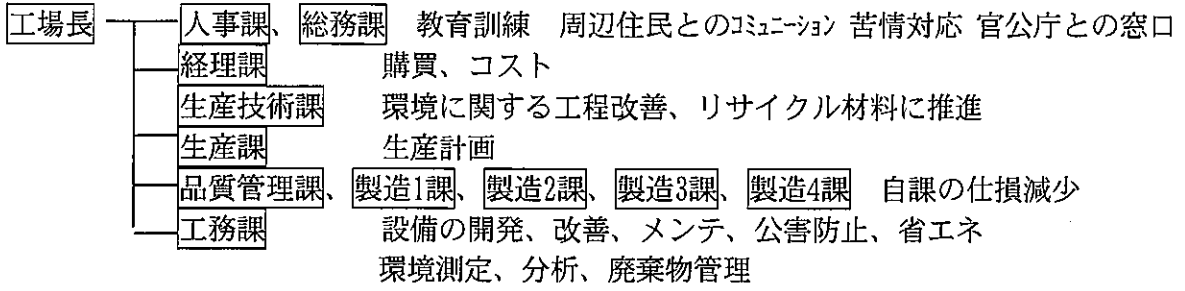 工場長 人事課、総務課 教育訓練 周辺住民とのｺﾐｭﾆｰｼｮﾝ 苦情対応 官公庁との窓口
経理課 購買、コスト
生産技術課 環境に関する工程改善、リサイクル材料に推進
生産課 生産計画
品質管理課、製造1課、製造2課、製造3課、製造4課 自課の仕損減少
工務課 設備の開発、改善、メンテ、公害防止、省エネ
環境測定、分析、廃棄物管理